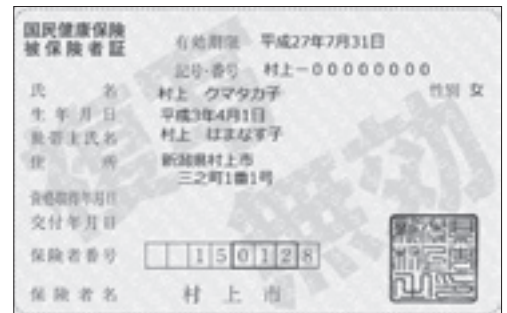 国民健康保険
被保険者証
有効期限 平成27年7月31日
記号・番号 村上－00000000
氏名 村上 クマタカ子 性別 女
生年月日 平成3年4月1日
世帯主氏名 村上 はまなす子
住所 新潟県村上市
三之町1番1号
資格取得年月日
交付年月日
保険者番号 150128
保険者名 村上市
無効